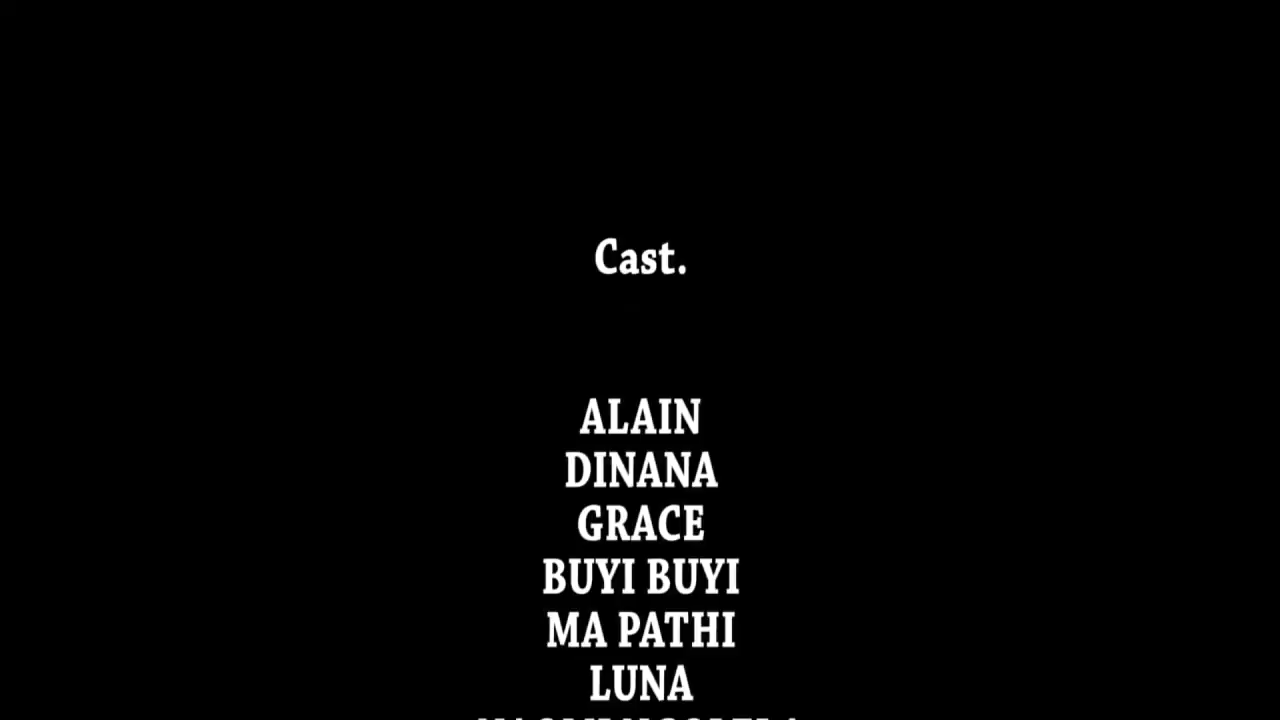 Cast.
ALAIN
DINANA
GRACE
BUYI BUYI
MA PATHI
LUNA